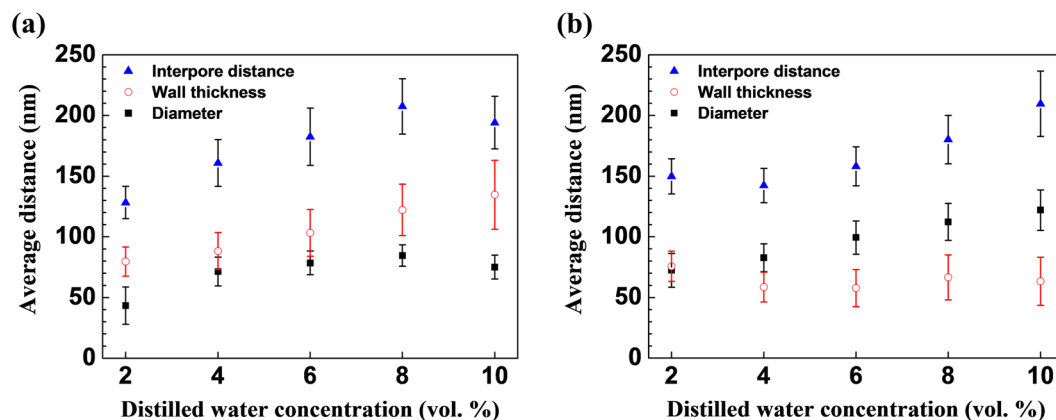 (a)
250
200
150
100
50
0
Average distance (nm)
Interpore distance
Wall thickness
Diameter
2 4 6 8 10
Distilled water concentration (vol. %)
(b)
250
200
150
100
50
0
Average distance (nm)
Interpore distance
Wall thickness
Diameter
2 4 6 8 10
Distilled water concentration (vol. %)